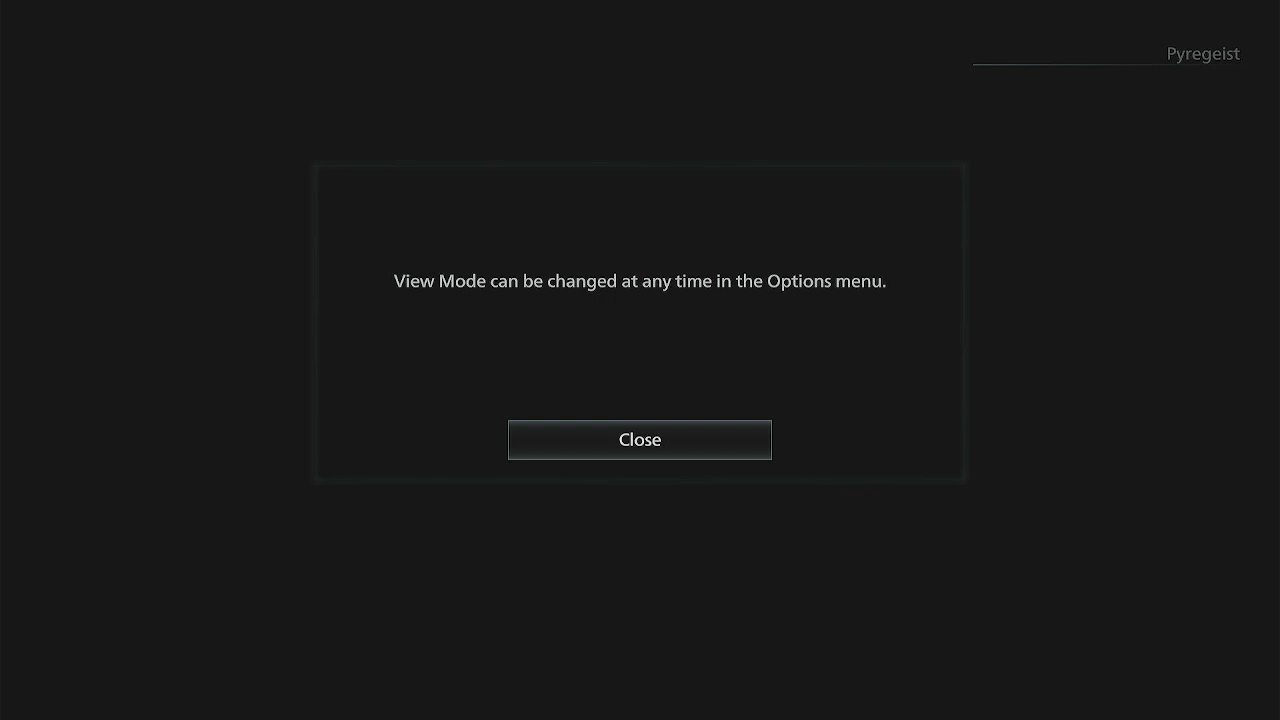 Pyregeist
View Mode can be changed at any time in the Options menu.
Close